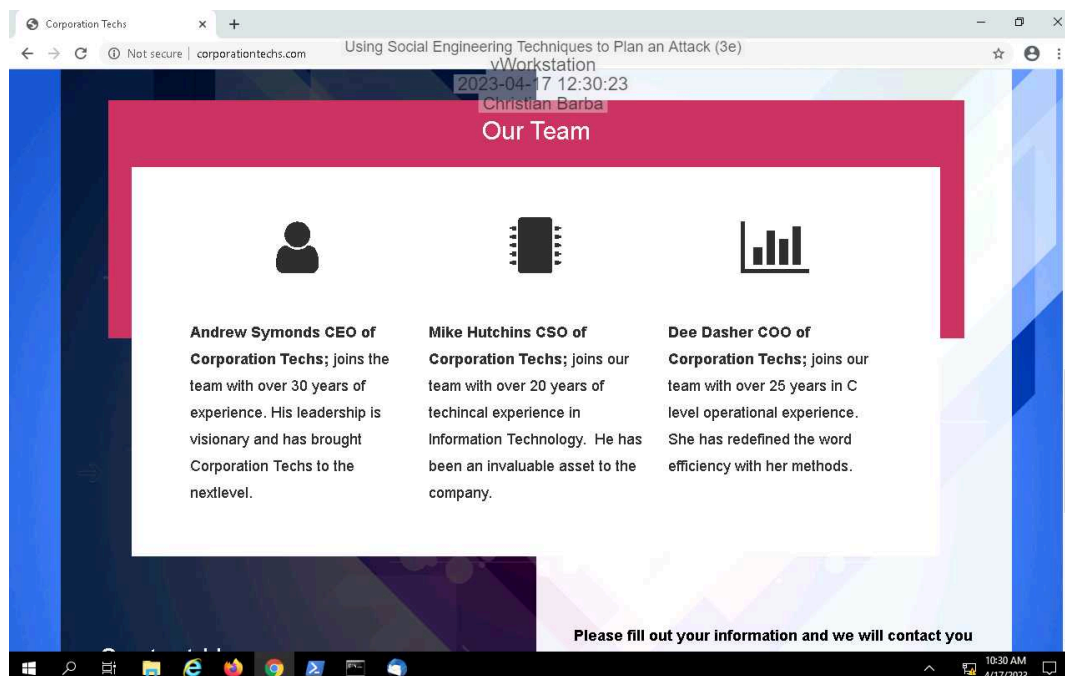 Corporation Techs
Not secure | corporationtechs.com
Using Social Engineering Techniques to Plan an Attack (3e)
vWorkstation
2023-04-17 12:30:23
Christian Barba
Our Team
Andrew Symonds CEO of
Corporation Techs; joins the
team with over 30 years of
experience. His leadership is
visionary and has brought
Corporation Techs to the
nextlevel.
Mike Hutchins CSO of
Corporation Techs; joins our
team with over 20 years of
techincal experience in
Information Technology. He has
been an invaluable asset to the
company.
Dee Dasher COO of
Corporation Techs; joins our
team with over 25 years in C
level operational experience.
She has redefined the word
efficiency with her methods.
Please fill out your information and we will contact you
10:30 AM
4/17/2023